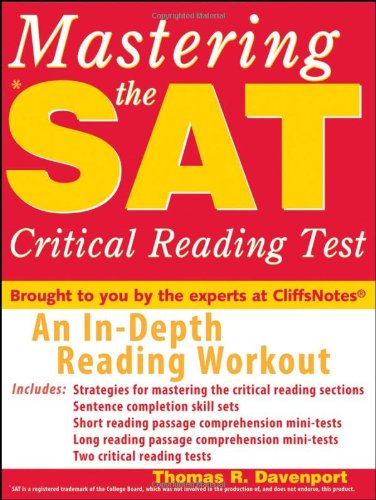 Mastering
the
*SAT
Critical Reading Test
Brought to you by the experts at CliffsNotes®
An In-Depth
Reading Workout
Includes: Strategies for mastering the critical reading sections
Sentence completion skill sets
Short reading passage comprehension mini-tests
Long reading passage comprehension mini-tests
Two critical reading tests
Thomas R. Davenport
* SAT is a registered trademark of the College Board, which was not involved in the production of, and does not endorse, this product.